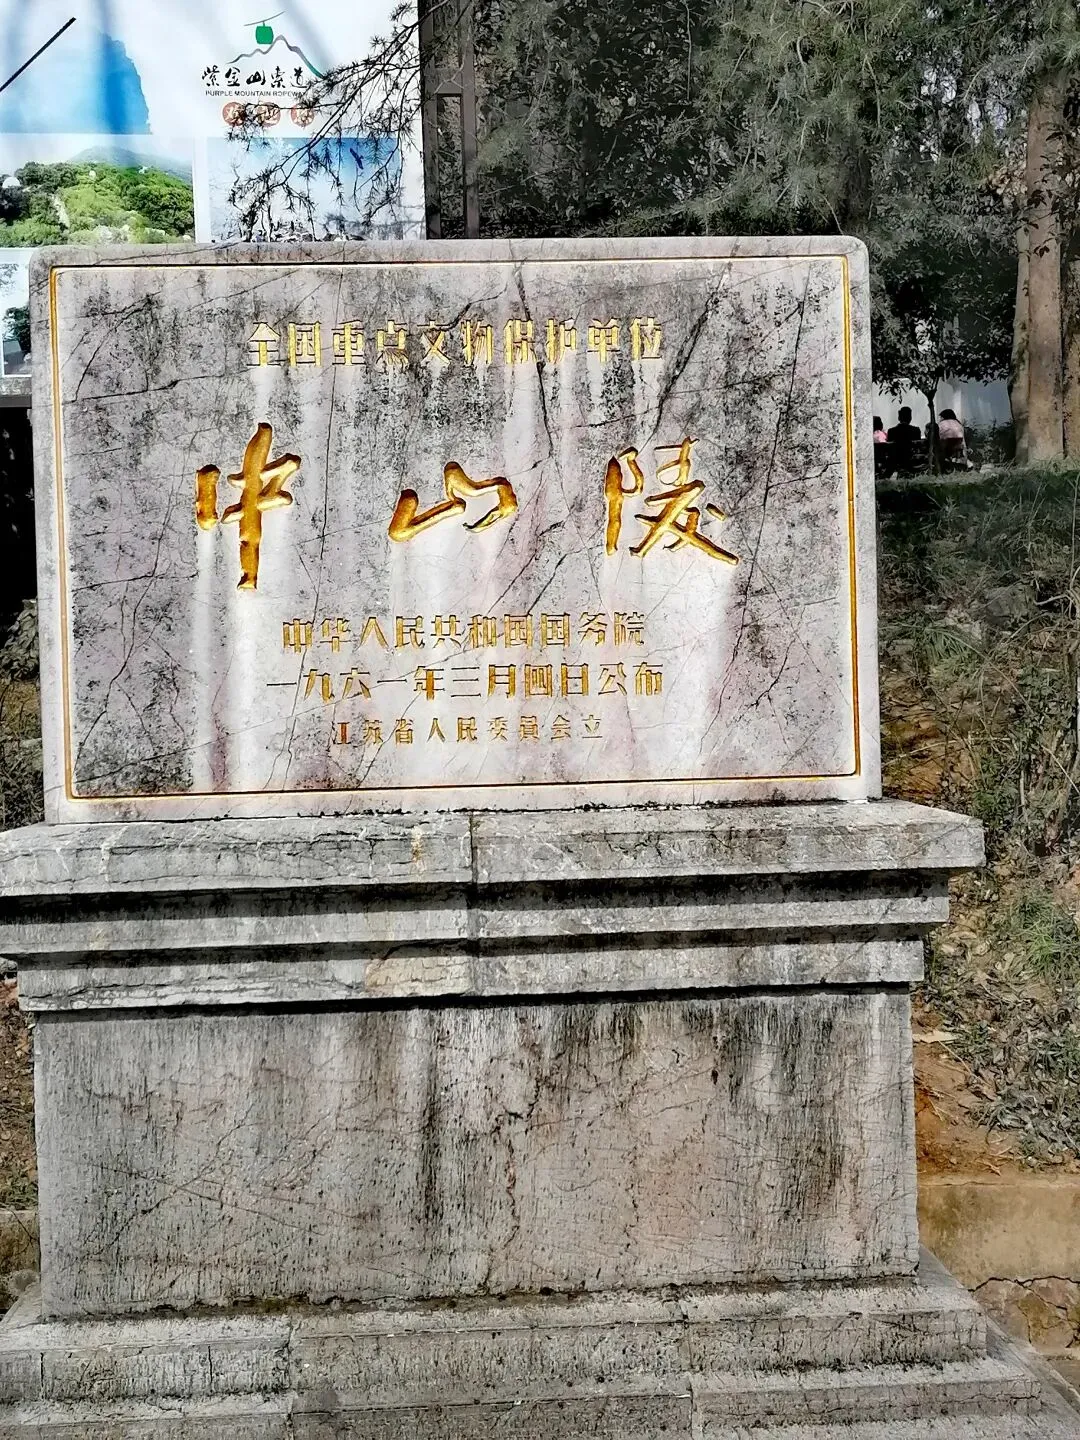 紫金山索道
PURPLE MOUNTAIN ROPEWAY
全国重点文物保护单位
中山陵
中华人民共和国国务院
一九六一年三月四日公布
江苏省人民委員会立